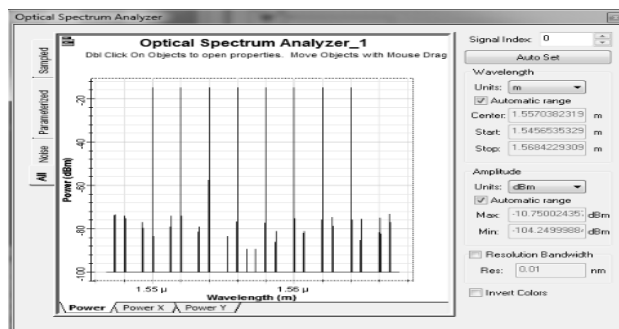 Optical Spectrum Analyzer
Optical Spectrum Analyzer_1
Dbl Click On Objects to open properties. Move Objects with Mouse Drag
Sampled
Parameterized
Noise
All
Power (dBm)
-20
-40
-60
-80
-100
1.55 µ
1.56 µ
Wavelength (m)
Power
Power X
Power Y
Signal Index: 0
Auto Set
Wavelength
Units: m
Automatic range
Center: 1.5570382319 m
Start: 1.5456535329 m
Stop: 1.5684229309 m
Amplitude
Units: dBm
Automatic range
Max: -10.75002435 dBm
Min: -104.2499988 dBm
Resolution Bandwidth
Res: 0.01 nm
Invert Colors